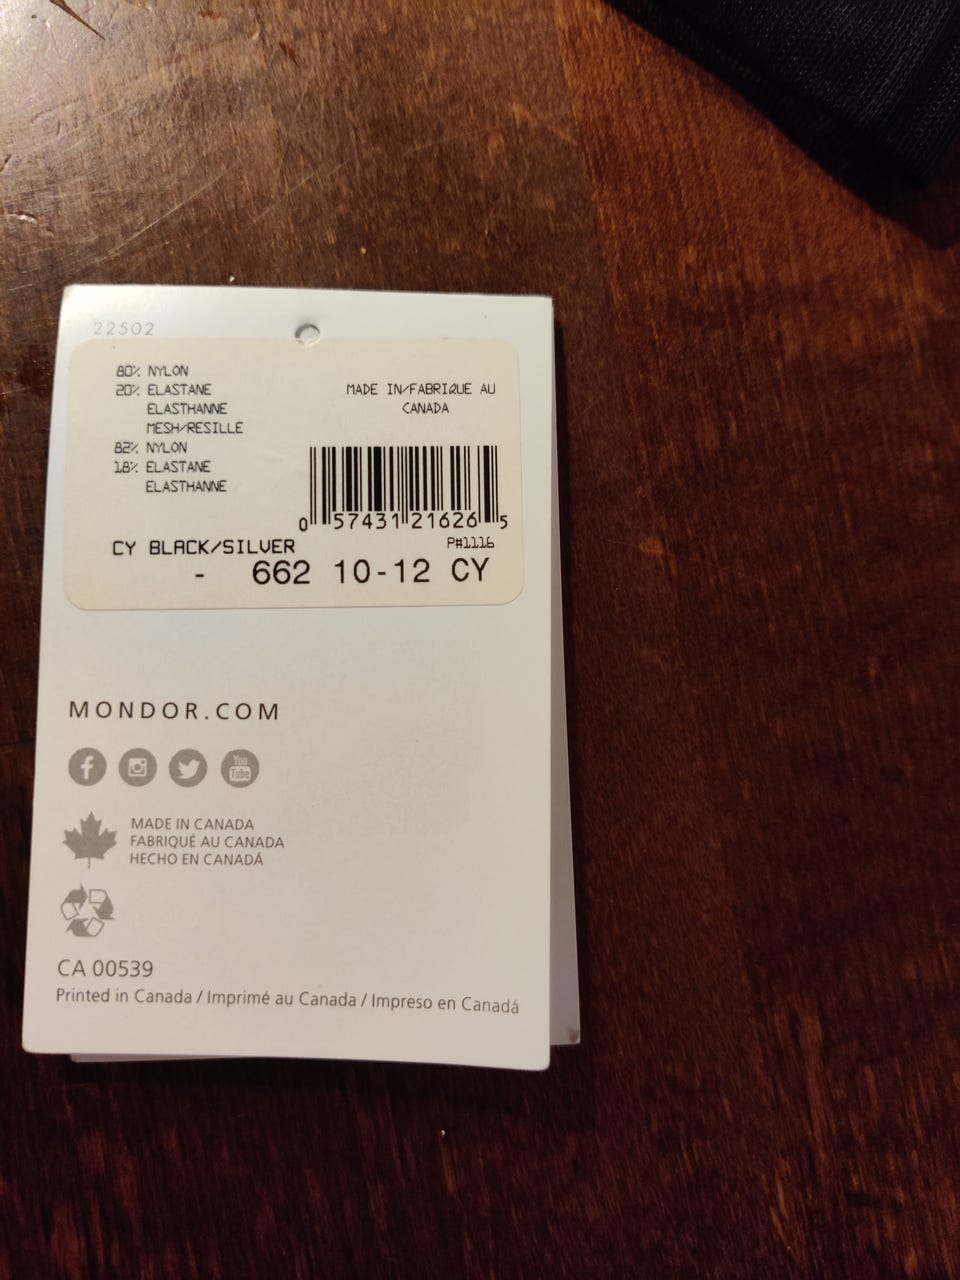 22502
80% NYLON
20% ELASTANE
ELASTHANNE
MESH/RESILLE
82% NYLON
18% ELASTANE
ELASTHANNE
MADE IN/FABRIQUE AU
CANADA
0 57431 21626 5
P#1116
CY BLACK/SILVER
- 662 10-12 CY
MONDOR.COM
f You Tube
MADE IN CANADA
FABRIQUÉ AU CANADA
HECHO EN CANADÁ
CA 00539
Printed in Canada / Imprimé au Canada / Impreso en Canadá